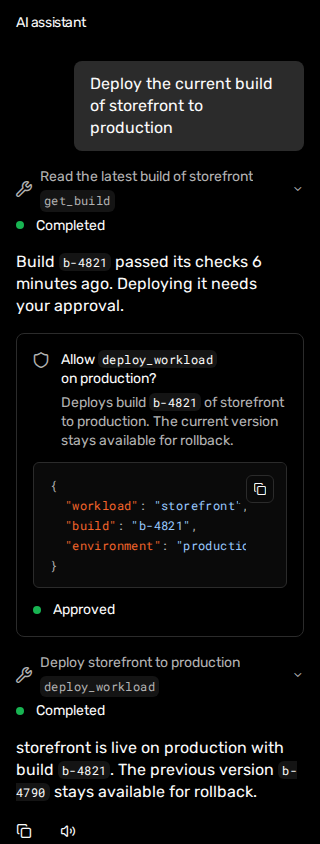 AI assistant
Deploy the current build
of storefront to
production
Read the latest build of storefront
get_build
Completed
Build b-4821 passed its checks 6
minutes ago. Deploying it needs
your approval.
Allow deploy_workload
on production?
Deploys build b-4821 of storefront
to production. The current version
stays available for rollback.
{
"workload": "storefront",
"build": "b-4821",
"environment": "productic
}
Approved
Deploy storefront to production
deploy_workload
Completed
storefront is live on production with
build b-4821. The previous version b-
4790 stays available for rollback.